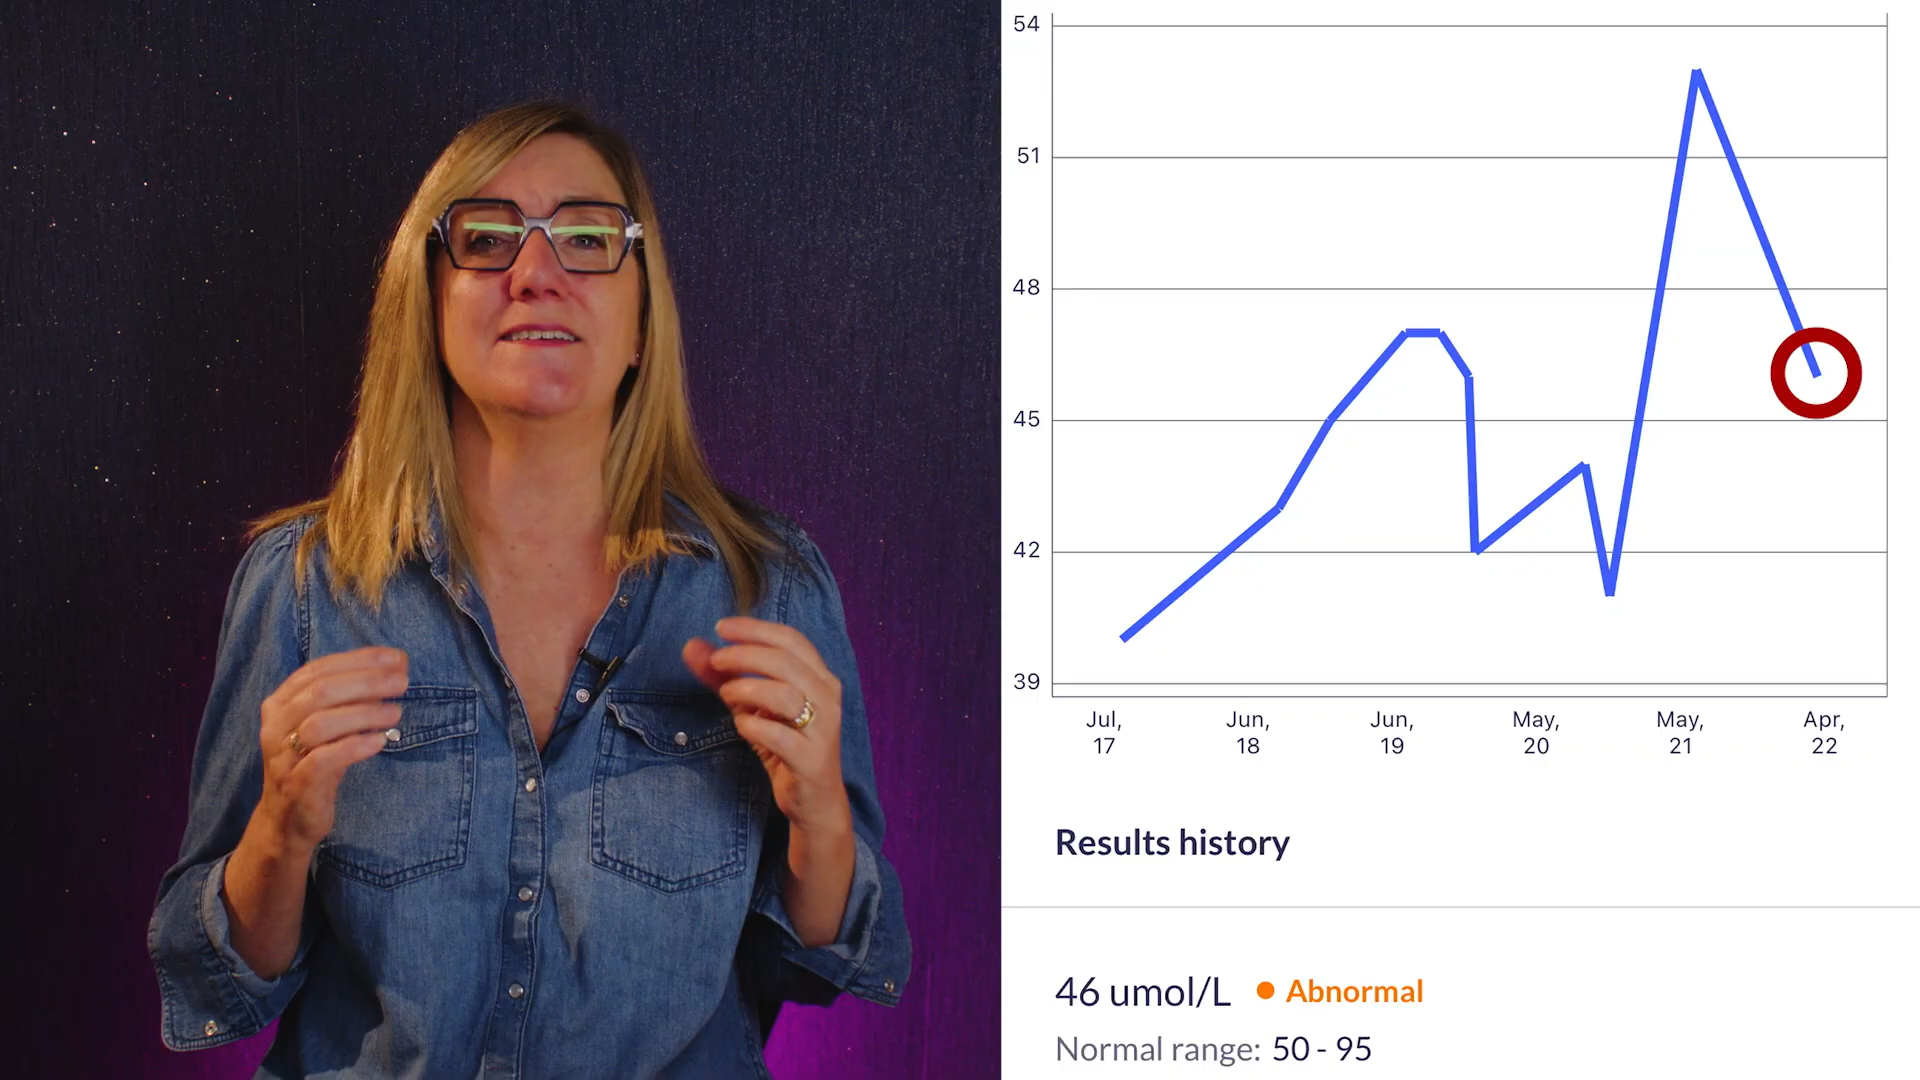 54
51
48
45
42
39
Jul, 17
Jun, 18
Jun, 19
May, 20
May, 21
Apr, 22
Results history
46 umol/L Abnormal
Normal range: 50 - 95